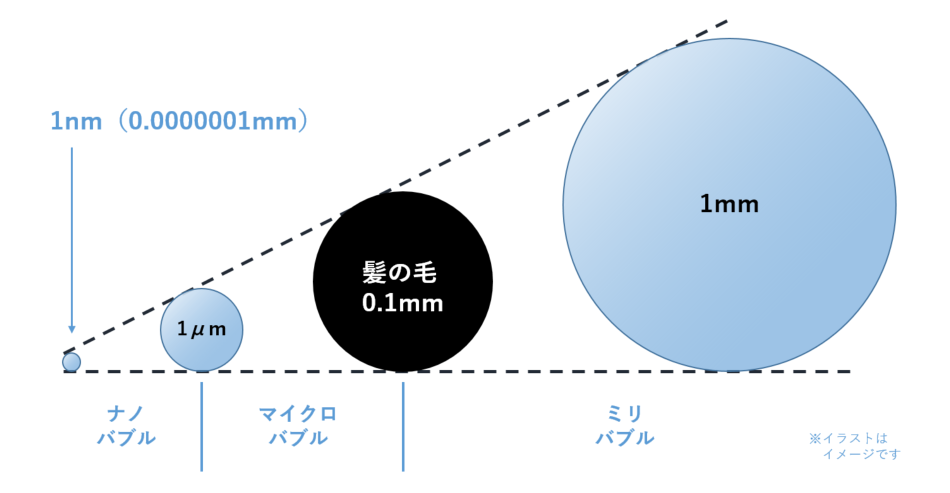 1nm（0.0000001mm）
1μm
髪の毛
0.1mm
1mm
ナノ
バブル
マイクロ
バブル
ミリ
バブル
※イラストは
イメージです